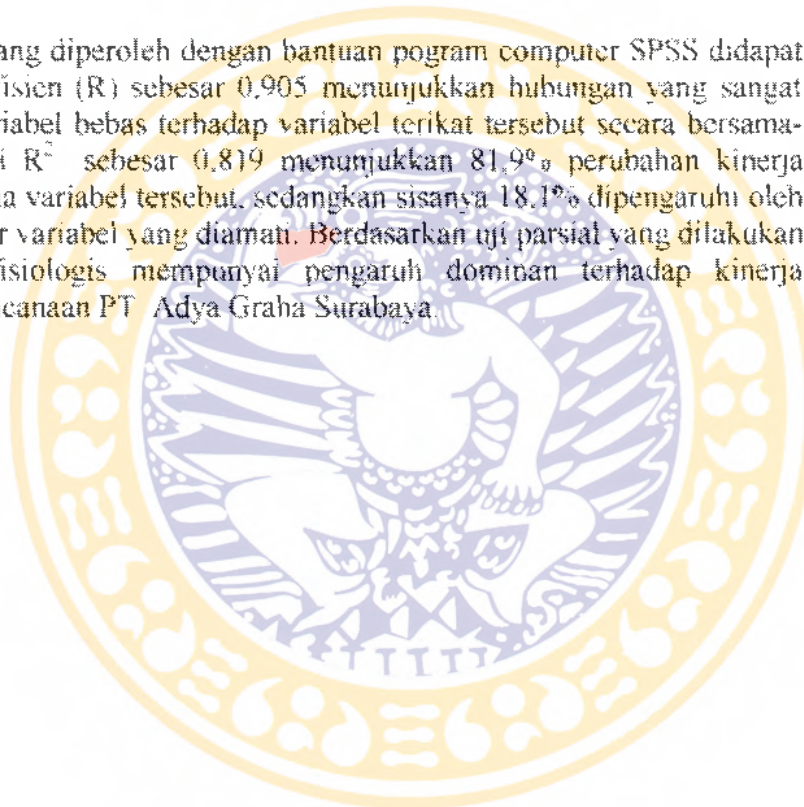 ang diperoleh dengan bantuan pogram computer SPSS didapat
isien (R) sebesar 0,905 menunjukkan hubungan yang sangat
iabel bebas terhadap variabel terikat tersebut secara bersama-
i R² sebesar 0,819 menunjukkan 81,9% perubahan kinerja
a variabel tersebut, sedangkan sisanya 18,1% dipengaruhi oleh
r variabel yang diamati. Berdasarkan uji parsial yang dilakukan
fisiologis mempunyai pengaruh dominan terhadap kinerja
canaan PT Adya Graha Surabaya.